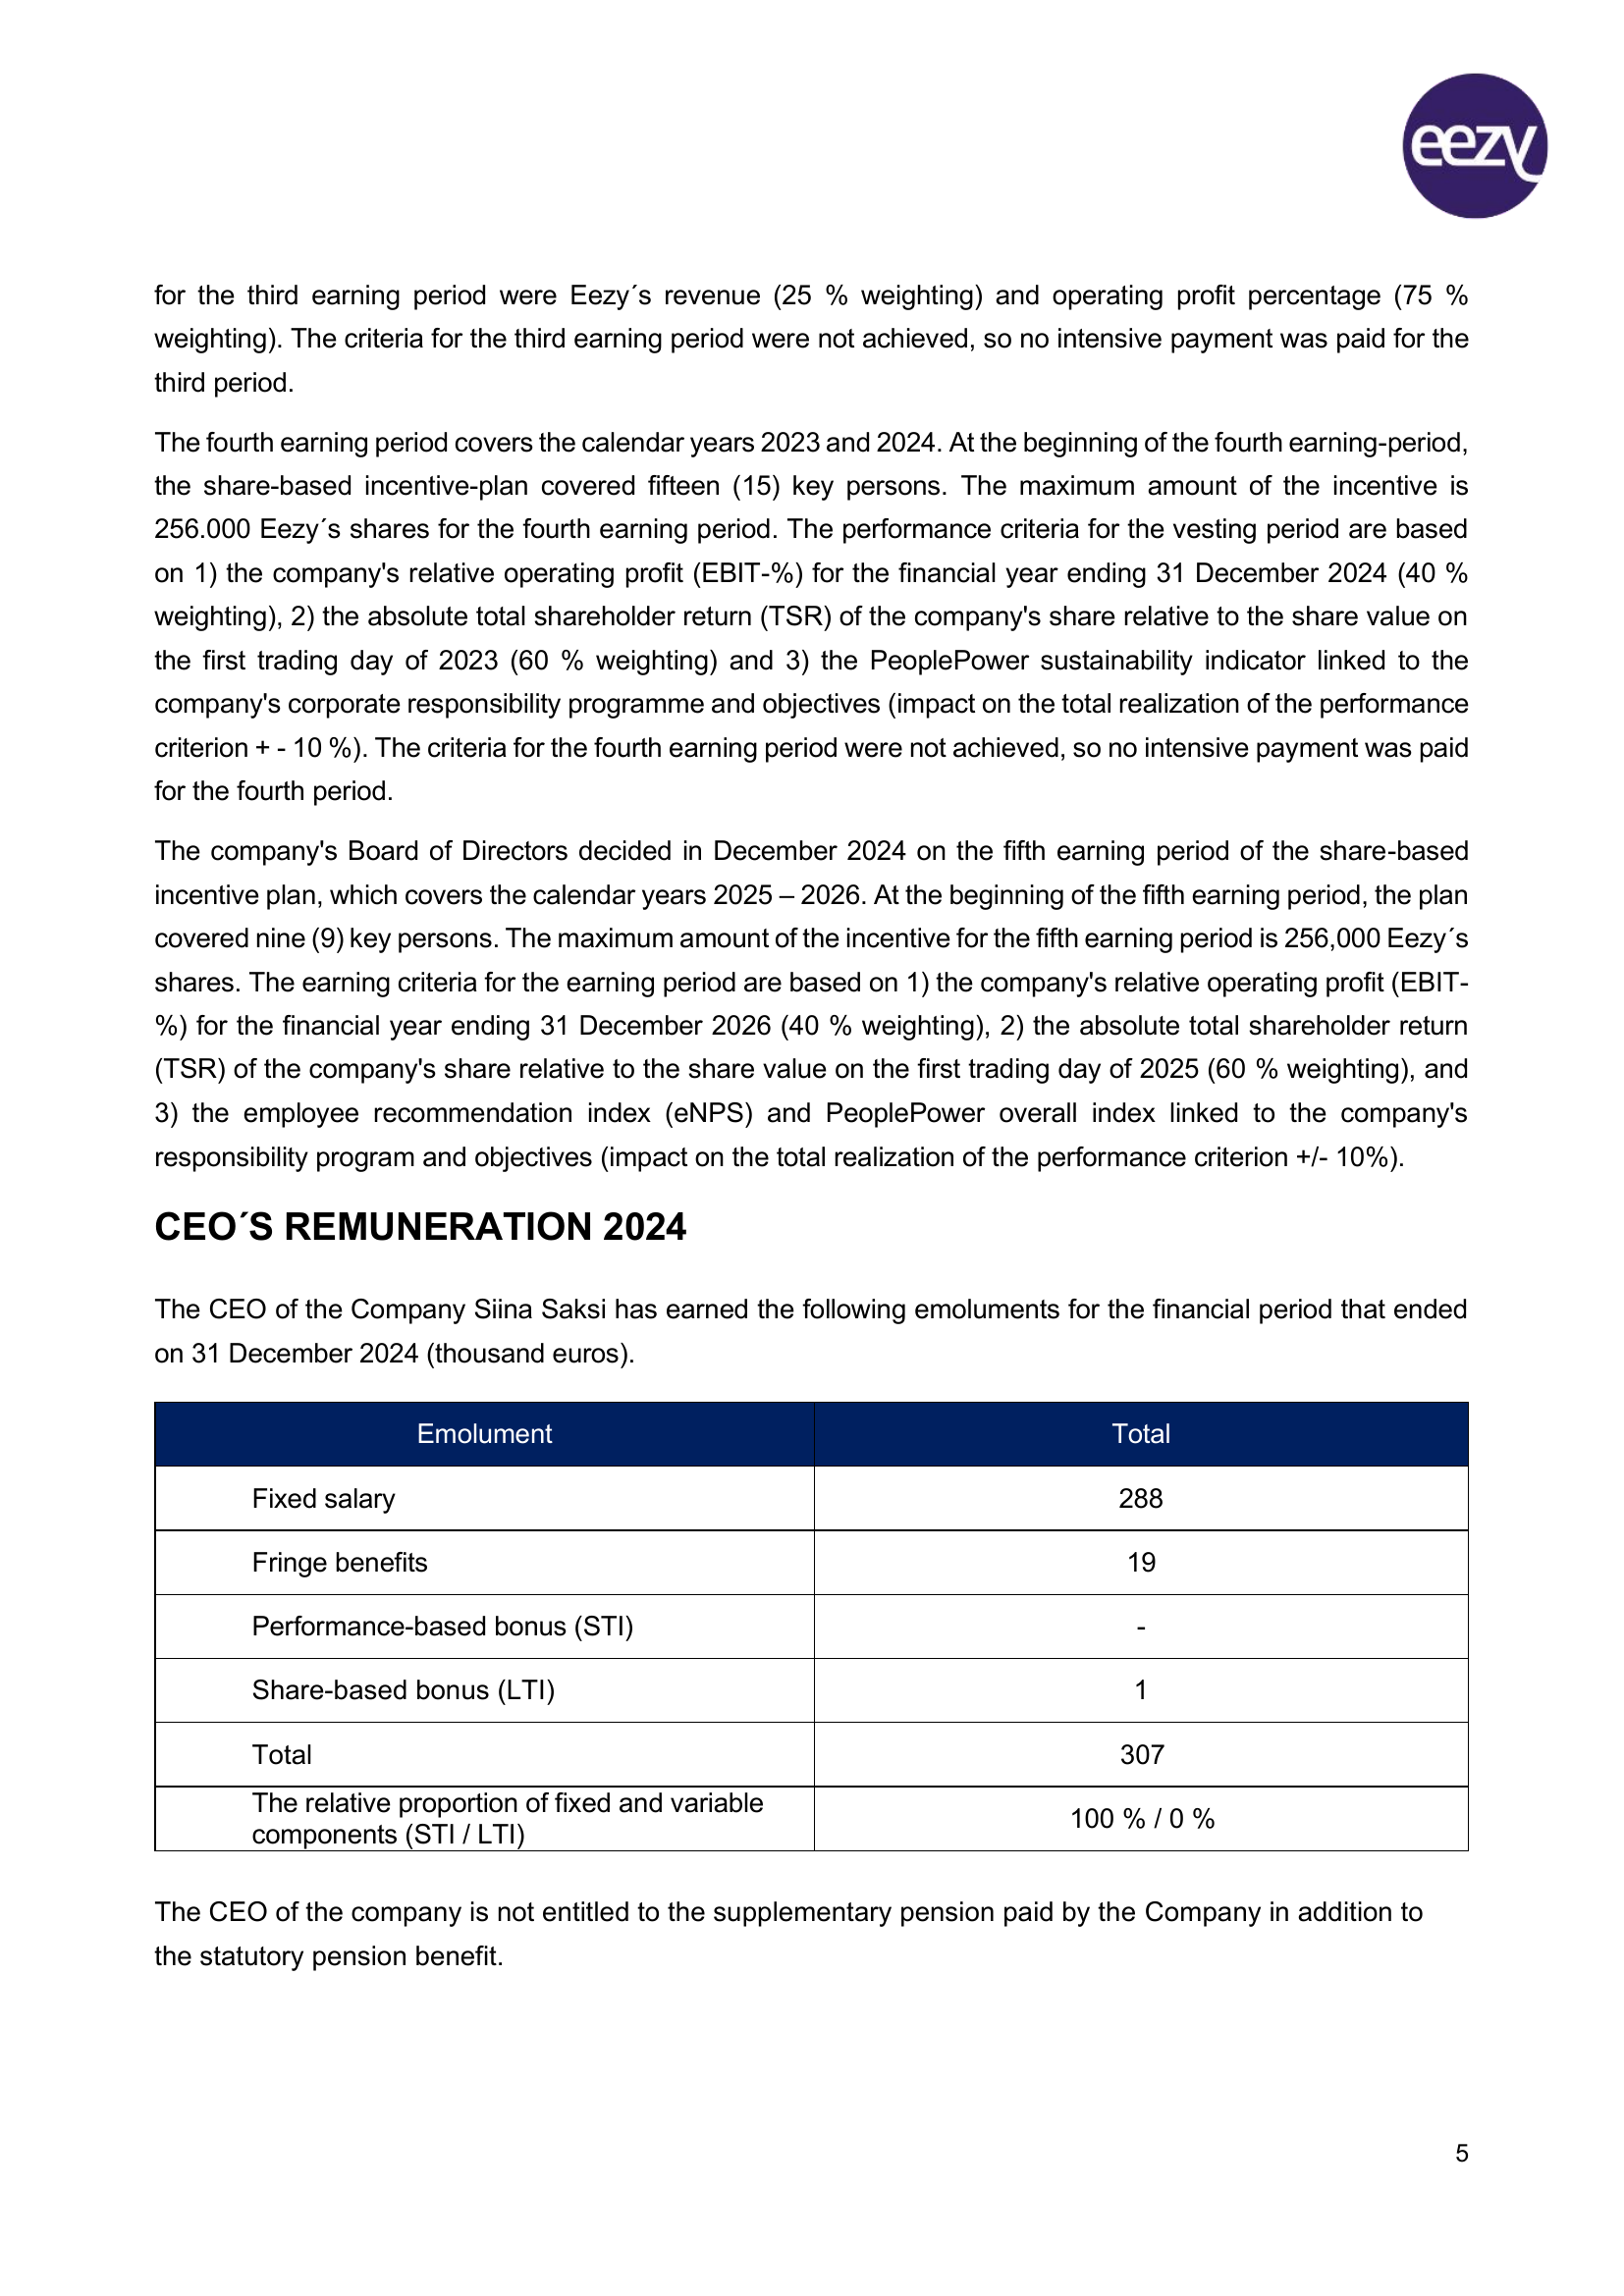 eezy
for the third earning period were Eezy´s revenue (25 % weighting) and operating profit percentage (75 %
weighting). The criteria for the third earning period were not achieved, so no intensive payment was paid for the
third period.
The fourth earning period covers the calendar years 2023 and 2024. At the beginning of the fourth earning-period,
the share-based incentive-plan covered fifteen (15) key persons. The maximum amount of the incentive is
256.000 Eezy´s shares for the fourth earning period. The performance criteria for the vesting period are based
on 1) the company's relative operating profit (EBIT-%) for the financial year ending 31 December 2024 (40 %
weighting), 2) the absolute total shareholder return (TSR) of the company's share relative to the share value on
the first trading day of 2023 (60 % weighting) and 3) the PeoplePower sustainability indicator linked to the
company's corporate responsibility programme and objectives (impact on the total realization of the performance
criterion + - 10 %). The criteria for the fourth earning period were not achieved, so no intensive payment was paid
for the fourth period.
The company's Board of Directors decided in December 2024 on the fifth earning period of the share-based
incentive plan, which covers the calendar years 2025 – 2026. At the beginning of the fifth earning period, the plan
covered nine (9) key persons. The maximum amount of the incentive for the fifth earning period is 256,000 Eezy´s
shares. The earning criteria for the earning period are based on 1) the company's relative operating profit (EBIT-
%) for the financial year ending 31 December 2026 (40 % weighting), 2) the absolute total shareholder return
(TSR) of the company's share relative to the share value on the first trading day of 2025 (60 % weighting), and
3) the employee recommendation index (eNPS) and PeoplePower overall index linked to the company's
responsibility program and objectives (impact on the total realization of the performance criterion +/- 10%).
CEO´S REMUNERATION 2024
The CEO of the Company Siina Saksi has earned the following emoluments for the financial period that ended
on 31 December 2024 (thousand euros).
Emolument Total
Fixed salary 288
Fringe benefits 19
Performance-based bonus (STI) -
Share-based bonus (LTI) 1
Total 307
The relative proportion of fixed and variable
components (STI / LTI) 100 % / 0 %
The CEO of the company is not entitled to the supplementary pension paid by the Company in addition to
the statutory pension benefit.
5